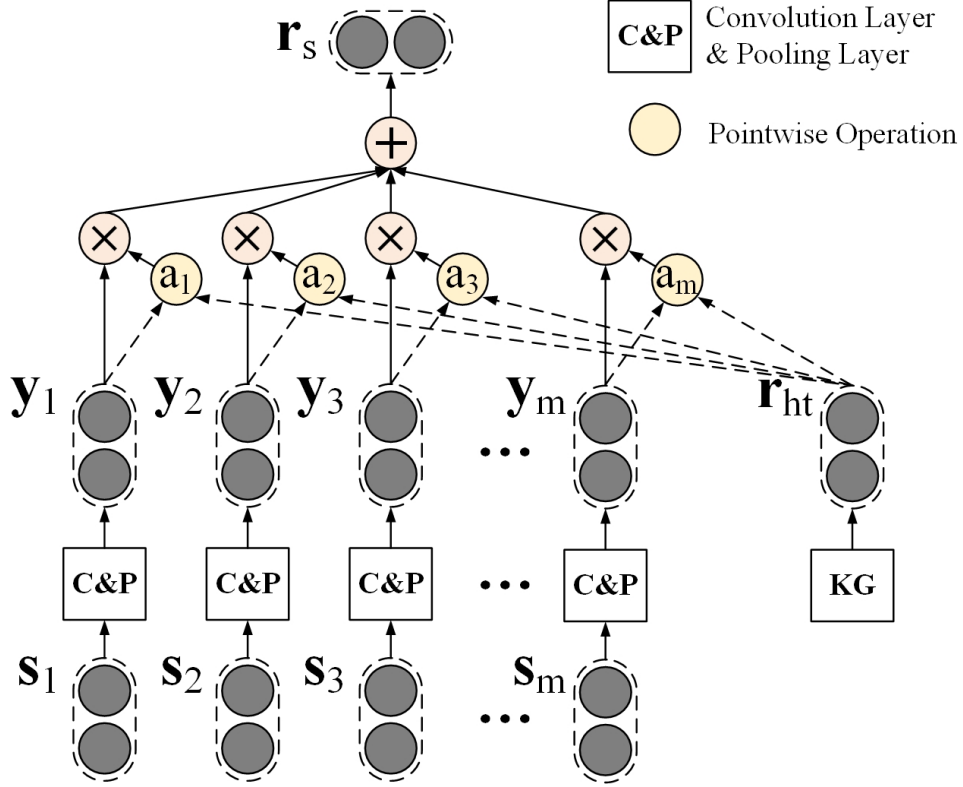 r_s
C&P
Convolution Layer
& Pooling Layer
Pointwise Operation
+
× × × ×
a_1 a_2 a_3 a_m
y_1 y_2 y_3 y_m r_ht
...
C&P C&P C&P ... C&P KG
s_1 s_2 s_3 s_m
...